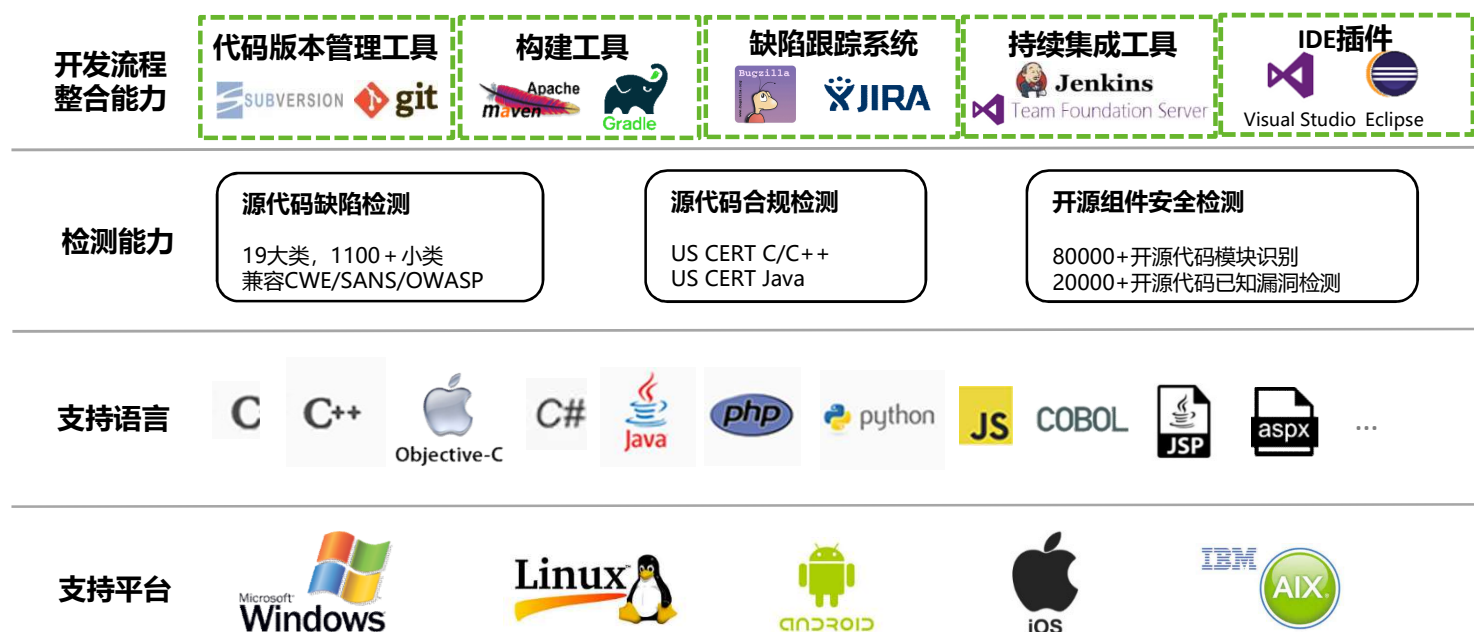 开发流程
整合能力
代码版本管理工具
SUBVERSION
git
构建工具
Apache
maven
Gradle
缺陷跟踪系统
Bugzilla
JIRA
持续集成工具
Jenkins
Team Foundation Server
IDE插件
Visual Studio Eclipse
检测能力
源代码缺陷检测
19大类，1100+小类
兼容CWE/SANS/OWASP
源代码合规检测
US CERT C/C++
US CERT Java
开源组件安全检测
80000+开源代码模块识别
20000+开源代码已知漏洞检测
支持语言
C
C++
Objective-C
C#
Java
php
python
JS
COBOL
JSP
aspx
...
支持平台
Microsoft
Windows
Linux
ANDROID
iOS
IBM
AIX